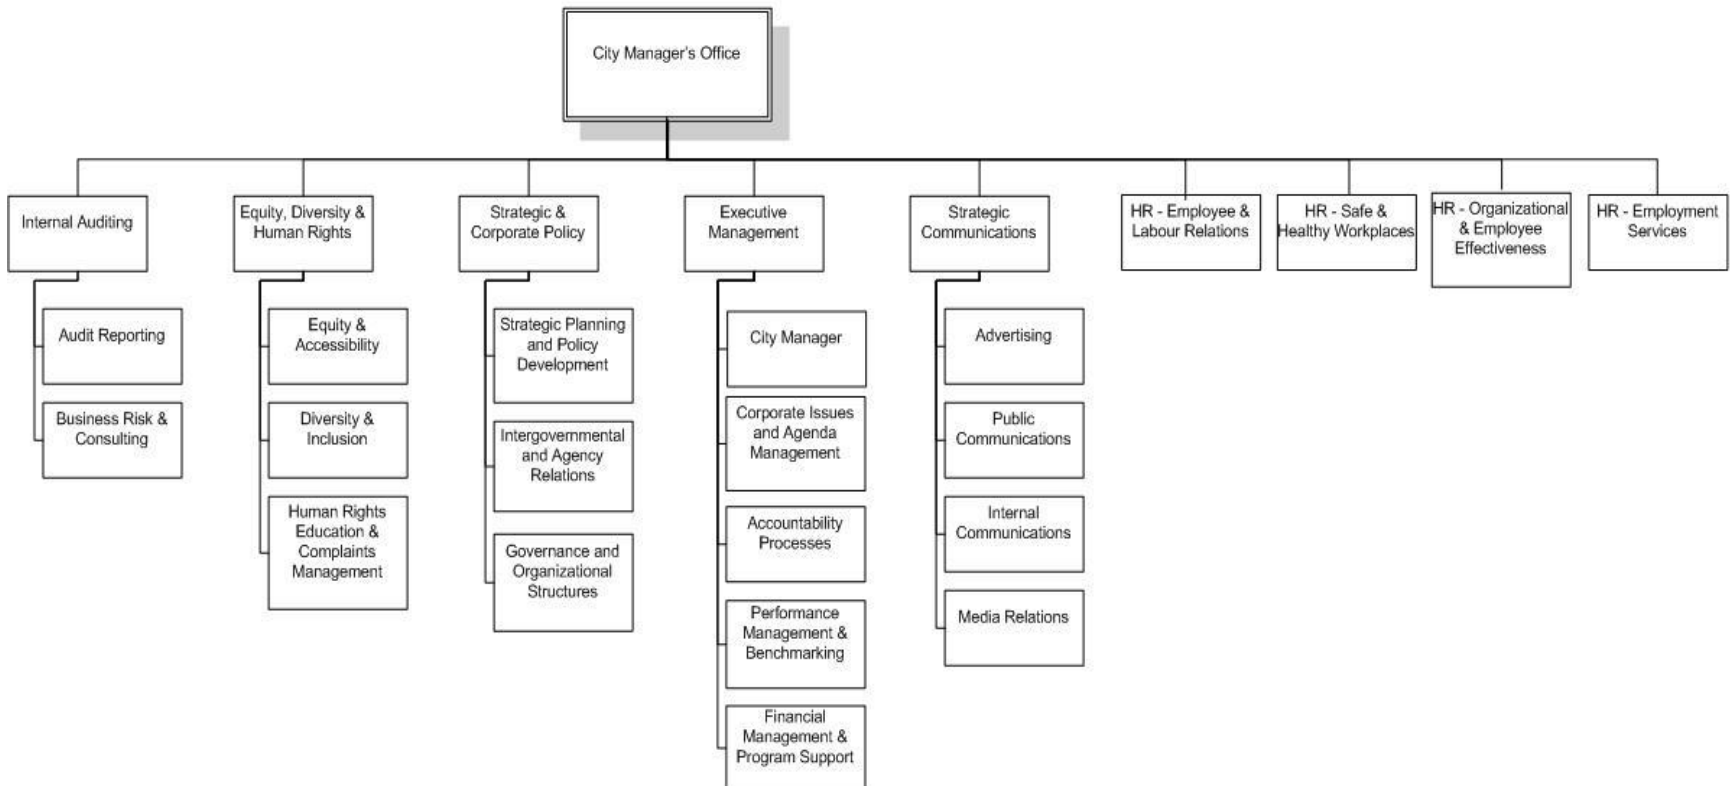 City Manager's Office
Internal Auditing
Equity, Diversity &
Human Rights
Strategic &
Corporate Policy
Executive
Management
Strategic
Communications
HR - Employee &
Labour Relations
HR - Safe &
Healthy Workplaces
HR - Organizational
& Employee
Effectiveness
HR - Employment
Services
Audit Reporting
Business Risk &
Consulting
Equity &
Accessibility
Diversity &
Inclusion
Human Rights
Education &
Complaints
Management
Strategic Planning
and Policy
Development
Intergovernmental
and Agency
Relations
Governance and
Organizational
Structures
City Manager
Corporate Issues
and Agenda
Management
Accountability
Processes
Performance
Management &
Benchmarking
Financial
Management &
Program Support
Advertising
Public
Communications
Internal
Communications
Media Relations